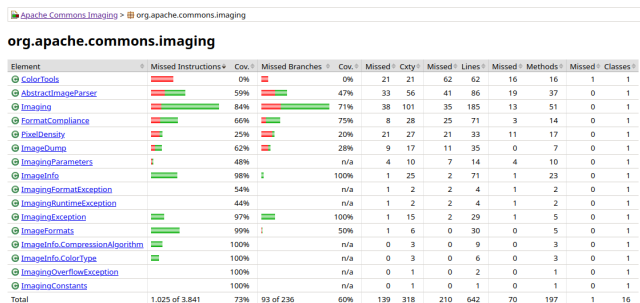 Apache Commons Imaging > org.apache.commons.imaging
org.apache.commons.imaging
Element Missed Instructions Cov. Missed Branches Cov. Missed Cxty Missed Lines Missed Methods Missed Classes
ColorTools 0% 0% 21 21 62 62 16 16 1 1
AbstractImageParser 59% 47% 33 56 41 86 19 37 0 1
Imaging 84% 71% 38 101 35 185 13 51 0 1
FormatCompliance 66% 75% 8 28 25 71 3 14 0 1
PixelDensity 25% 20% 21 27 21 33 11 17 0 1
ImageDump 62% 28% 9 17 11 35 0 7 0 1
ImagingParameters 48% n/a 4 10 7 14 4 10 0 1
ImageInfo 98% 100% 1 25 2 71 1 23 0 1
ImagingFormatException 54% n/a 1 2 2 4 1 2 0 1
ImagingRuntimeException 44% n/a 1 2 2 4 1 2 0 1
ImagingException 97% 100% 1 15 2 29 1 5 0 1
ImageFormats 99% 50% 1 6 0 30 0 5 0 1
ImageInfo.CompressionAlgorithm 100% n/a 0 3 0 9 0 3 0 1
ImageInfo.ColorType 100% n/a 0 3 0 6 0 3 0 1
ImagingOverflowException 100% n/a 0 1 0 2 0 1 0 1
ImagingConstants 100% n/a 0 1 0 1 0 1 0 1
Total 1.025 of 3.841 73% 93 of 236 60% 139 318 210 642 70 197 1 16